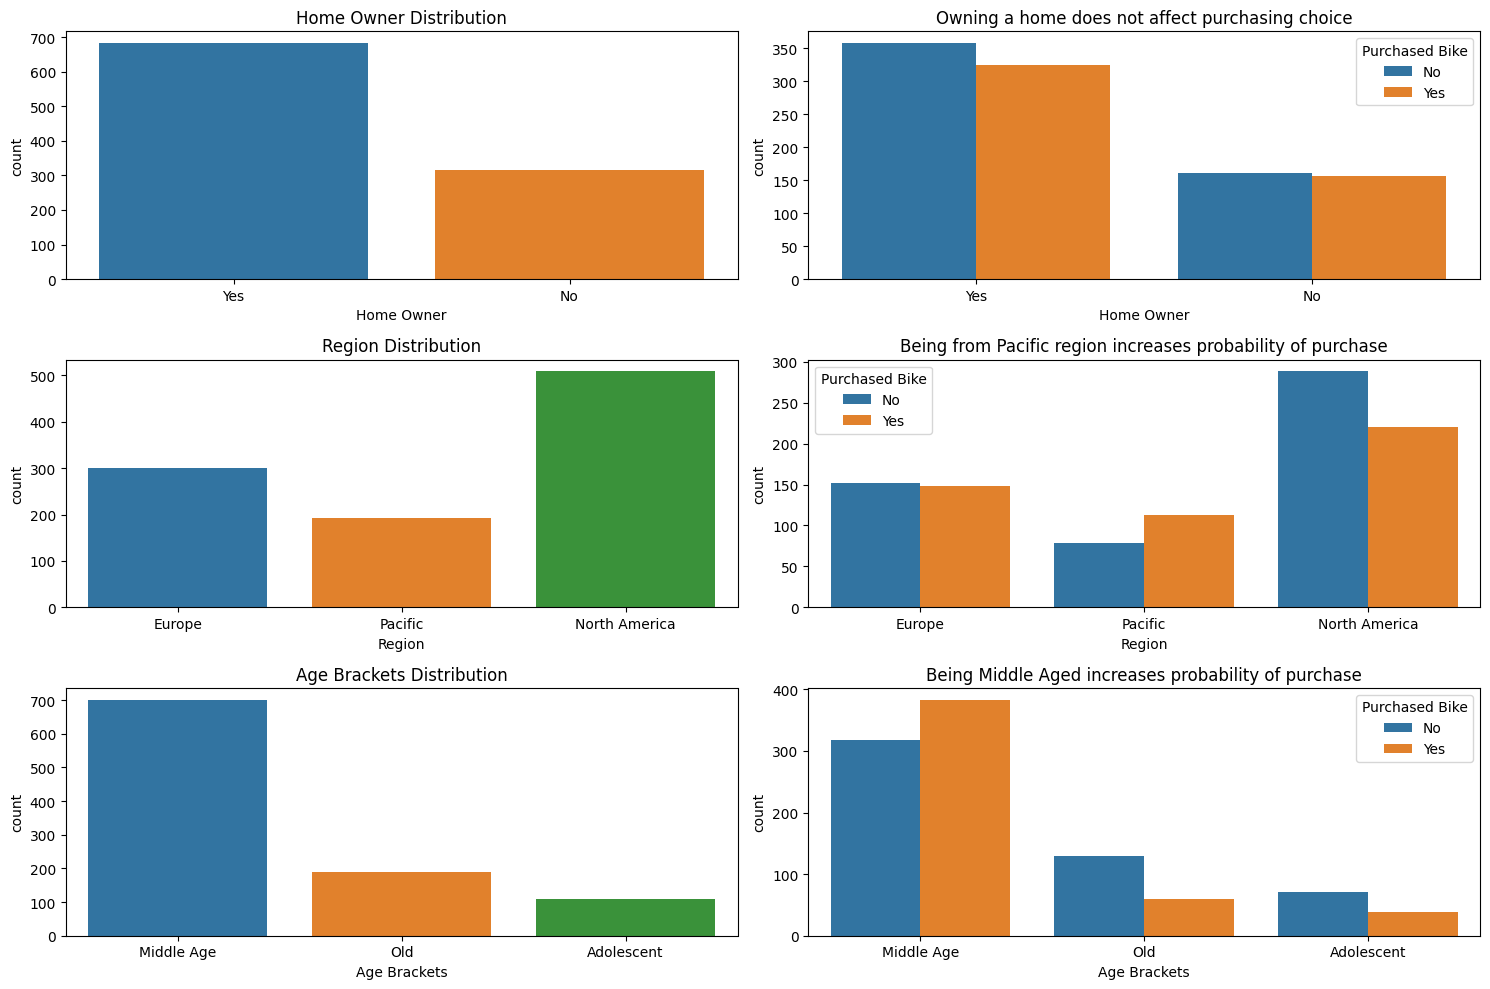 Home Owner Distribution
700
600
500
400
300
200
100
0
count
Yes
No
Home Owner
Owning a home does not affect purchasing choice
350
300
250
200
150
100
50
0
count
Purchased Bike
No
Yes
Yes
No
Home Owner
Region Distribution
500
400
300
200
100
0
count
Europe
Pacific
North America
Region
Being from Pacific region increases probability of purchase
300
250
200
150
100
50
0
count
Purchased Bike
No
Yes
Europe
Pacific
North America
Region
Age Brackets Distribution
700
600
500
400
300
200
100
0
count
Middle Age
Old
Adolescent
Age Brackets
Being Middle Aged increases probability of purchase
400
300
200
100
0
count
Purchased Bike
No
Yes
Middle Age
Old
Adolescent
Age Brackets